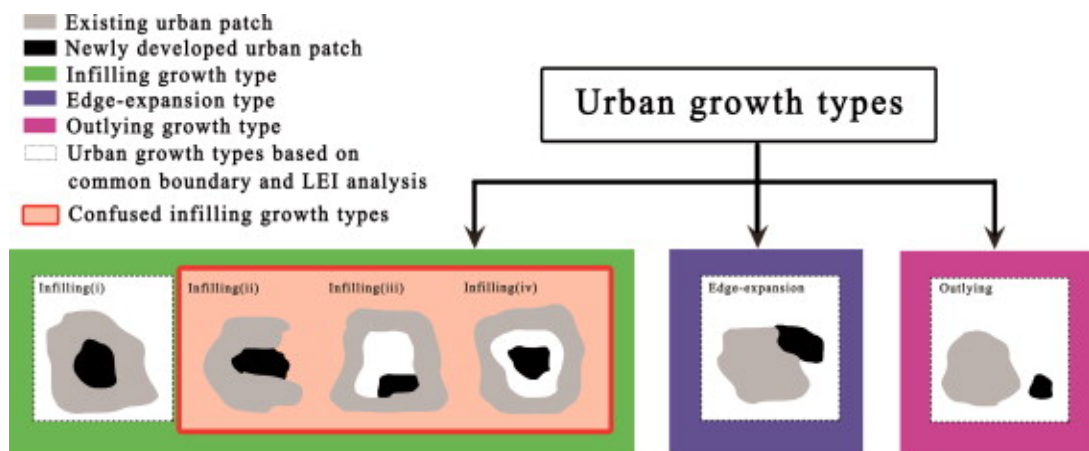 Existing urban patch
Newly developed urban patch
Infilling growth type
Edge-expansion type
Outlying growth type
Urban growth types based on
common boundary and LEI analysis
Confused infilling growth types
Urban growth types
Infilling(i)
Infilling(ii)
Infilling(iii)
Infilling(iv)
Edge-expansion
Outlying